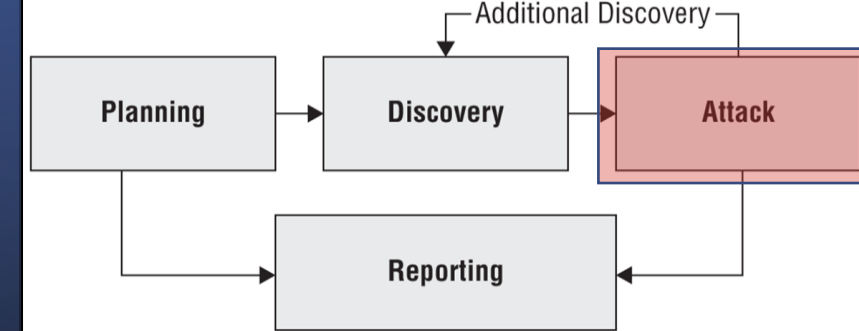 Additional Discovery
Planning
Discovery
Attack
Reporting